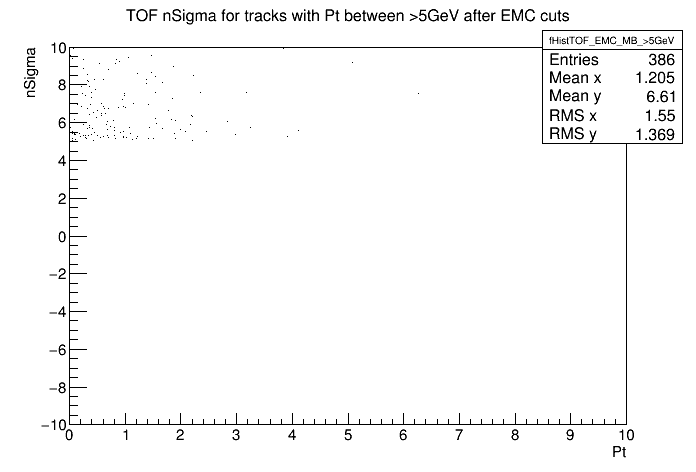 TOF nSigma for tracks with Pt between >5GeV after EMC cuts
fHistTOF_EMC_MB_>5GeV
Entries 386
Mean x 1.205
Mean y 6.61
RMS x 1.55
RMS y 1.369
nSigma
10
8
6
4
2
0
−2
−4
−6
−8
−10
0 1 2 3 4 5 6 7 8 9 10
Pt